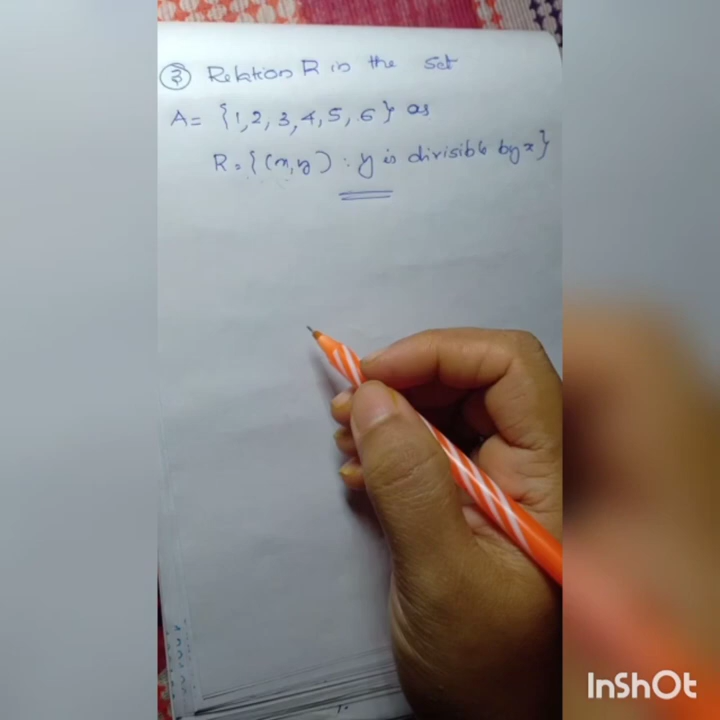 ③ Relation R in the set
A = {1, 2, 3, 4, 5, 6} as
R = {(x, y) : y is divisible by x}
InShOt